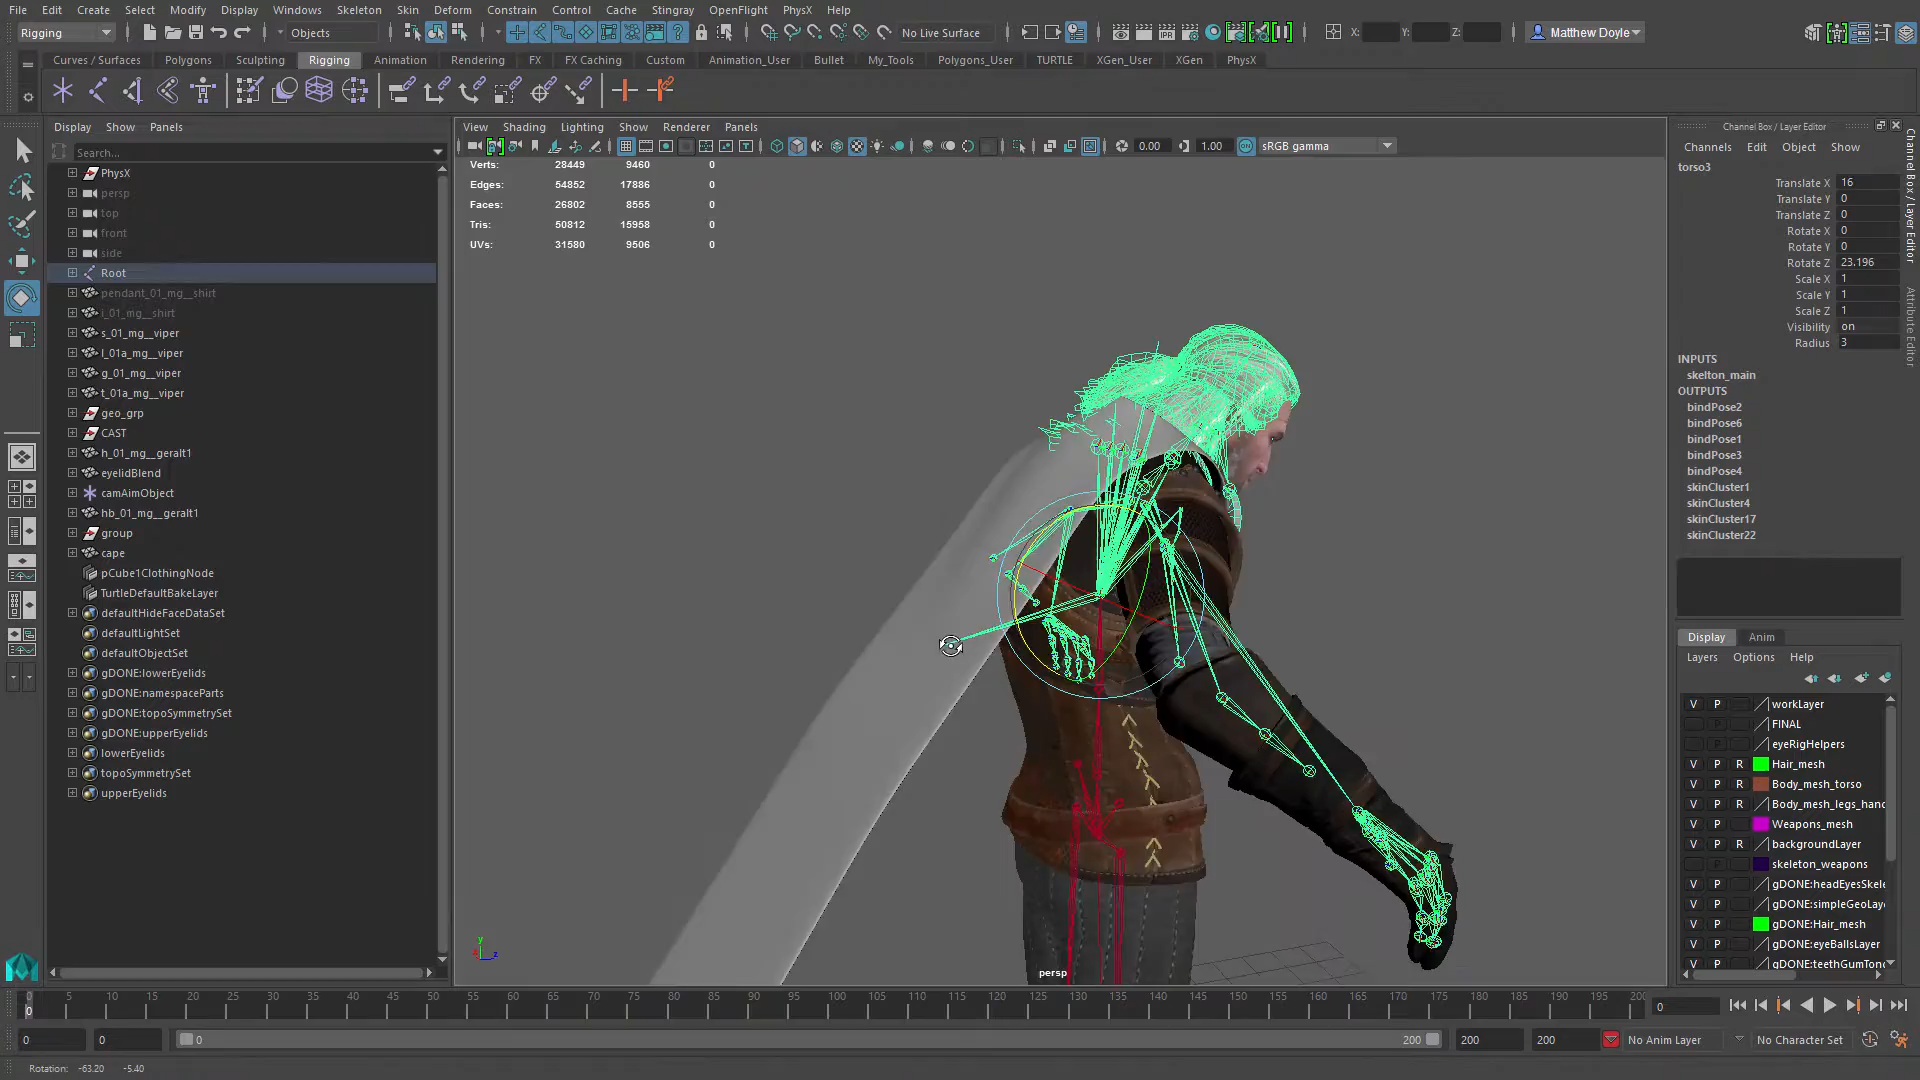 File Edit Create Select Modify Display Windows Skeleton Skin Deform Constrain Control Cache Stingray OpenFlight PhysX Help
Rigging Objects No Live Surface X: Y: Z: Matthew Doyle
Curves / Surfaces Polygons Sculpting Rigging Animation Rendering FX FX Caching Custom Animation_User Bullet My_Tools Polygons_User TURTLE XGen_User XGen PhysX
Display Show Panels
Search...
PhysX
persp
top
front
side
Root
pendant_01_mg__shirt
i_01_mg__shirt
s_01_mg__viper
l_01a_mg__viper
g_01_mg__viper
t_01a_mg__viper
geo_grp
CAST
h_01_mg__geralt1
eyelidBlend
camAimObject
hb_01_mg__geralt1
group
cape
pCube1ClothingNode
TurtleDefaultBakeLayer
defaultHideFaceDataSet
defaultLightSet
defaultObjectSet
gDONE:lowerEyelids
gDONE:namespaceParts
gDONE:topoSymmetrySet
gDONE:upperEyelids
lowerEyelids
topoSymmetrySet
upperEyelids
View Shading Lighting Show Renderer Panels
0.00 1.00 sRGB gamma
Verts: 28449 9460 0
Edges: 54852 17886 0
Faces: 26802 8555 0
Tris: 50812 15958 0
UVs: 31580 9506 0
y
z
persp
Channel Box / Layer Editor
Channels Edit Object Show
torso3
Translate X 16
Translate Y 0
Translate Z 0
Rotate X 0
Rotate Y 0
Rotate Z 23.196
Scale X 1
Scale Y 1
Scale Z 1
Visibility on
Radius 3
INPUTS
skelton_main
OUTPUTS
bindPose2
bindPose6
bindPose1
bindPose3
bindPose4
skinCluster1
skinCluster4
skinCluster17
skinCluster22
Channel Box / Layer Editor
Attribute Editor
Display Anim
Layers Options Help
V P workLayer
FINAL
eyeRigHelpers
V P R Hair_mesh
V P R Body_mesh_torso
V P R Body_mesh_legs_hand
V P Weapons_mesh
V P R backgroundLayer
skeleton_weapons
V P gDONE:headEyesSkele
V P gDONE:simpleGeoLaye
V P gDONE:Hair_mesh
V P gDONE:eyeBallsLayer
V P gDONE:teethGumTong
0 5 10 15 20 25 30 35 40 45 50 55 60 65 70 75 80 85 90 95 100 105 110 115 120 125 130 135 140 145 150 155 160 165 170 175 180 185 190 195 200
0 0
0 0 0 200 200 200 No Anim Layer No Character Set
Rotation: -63.20 -5.40